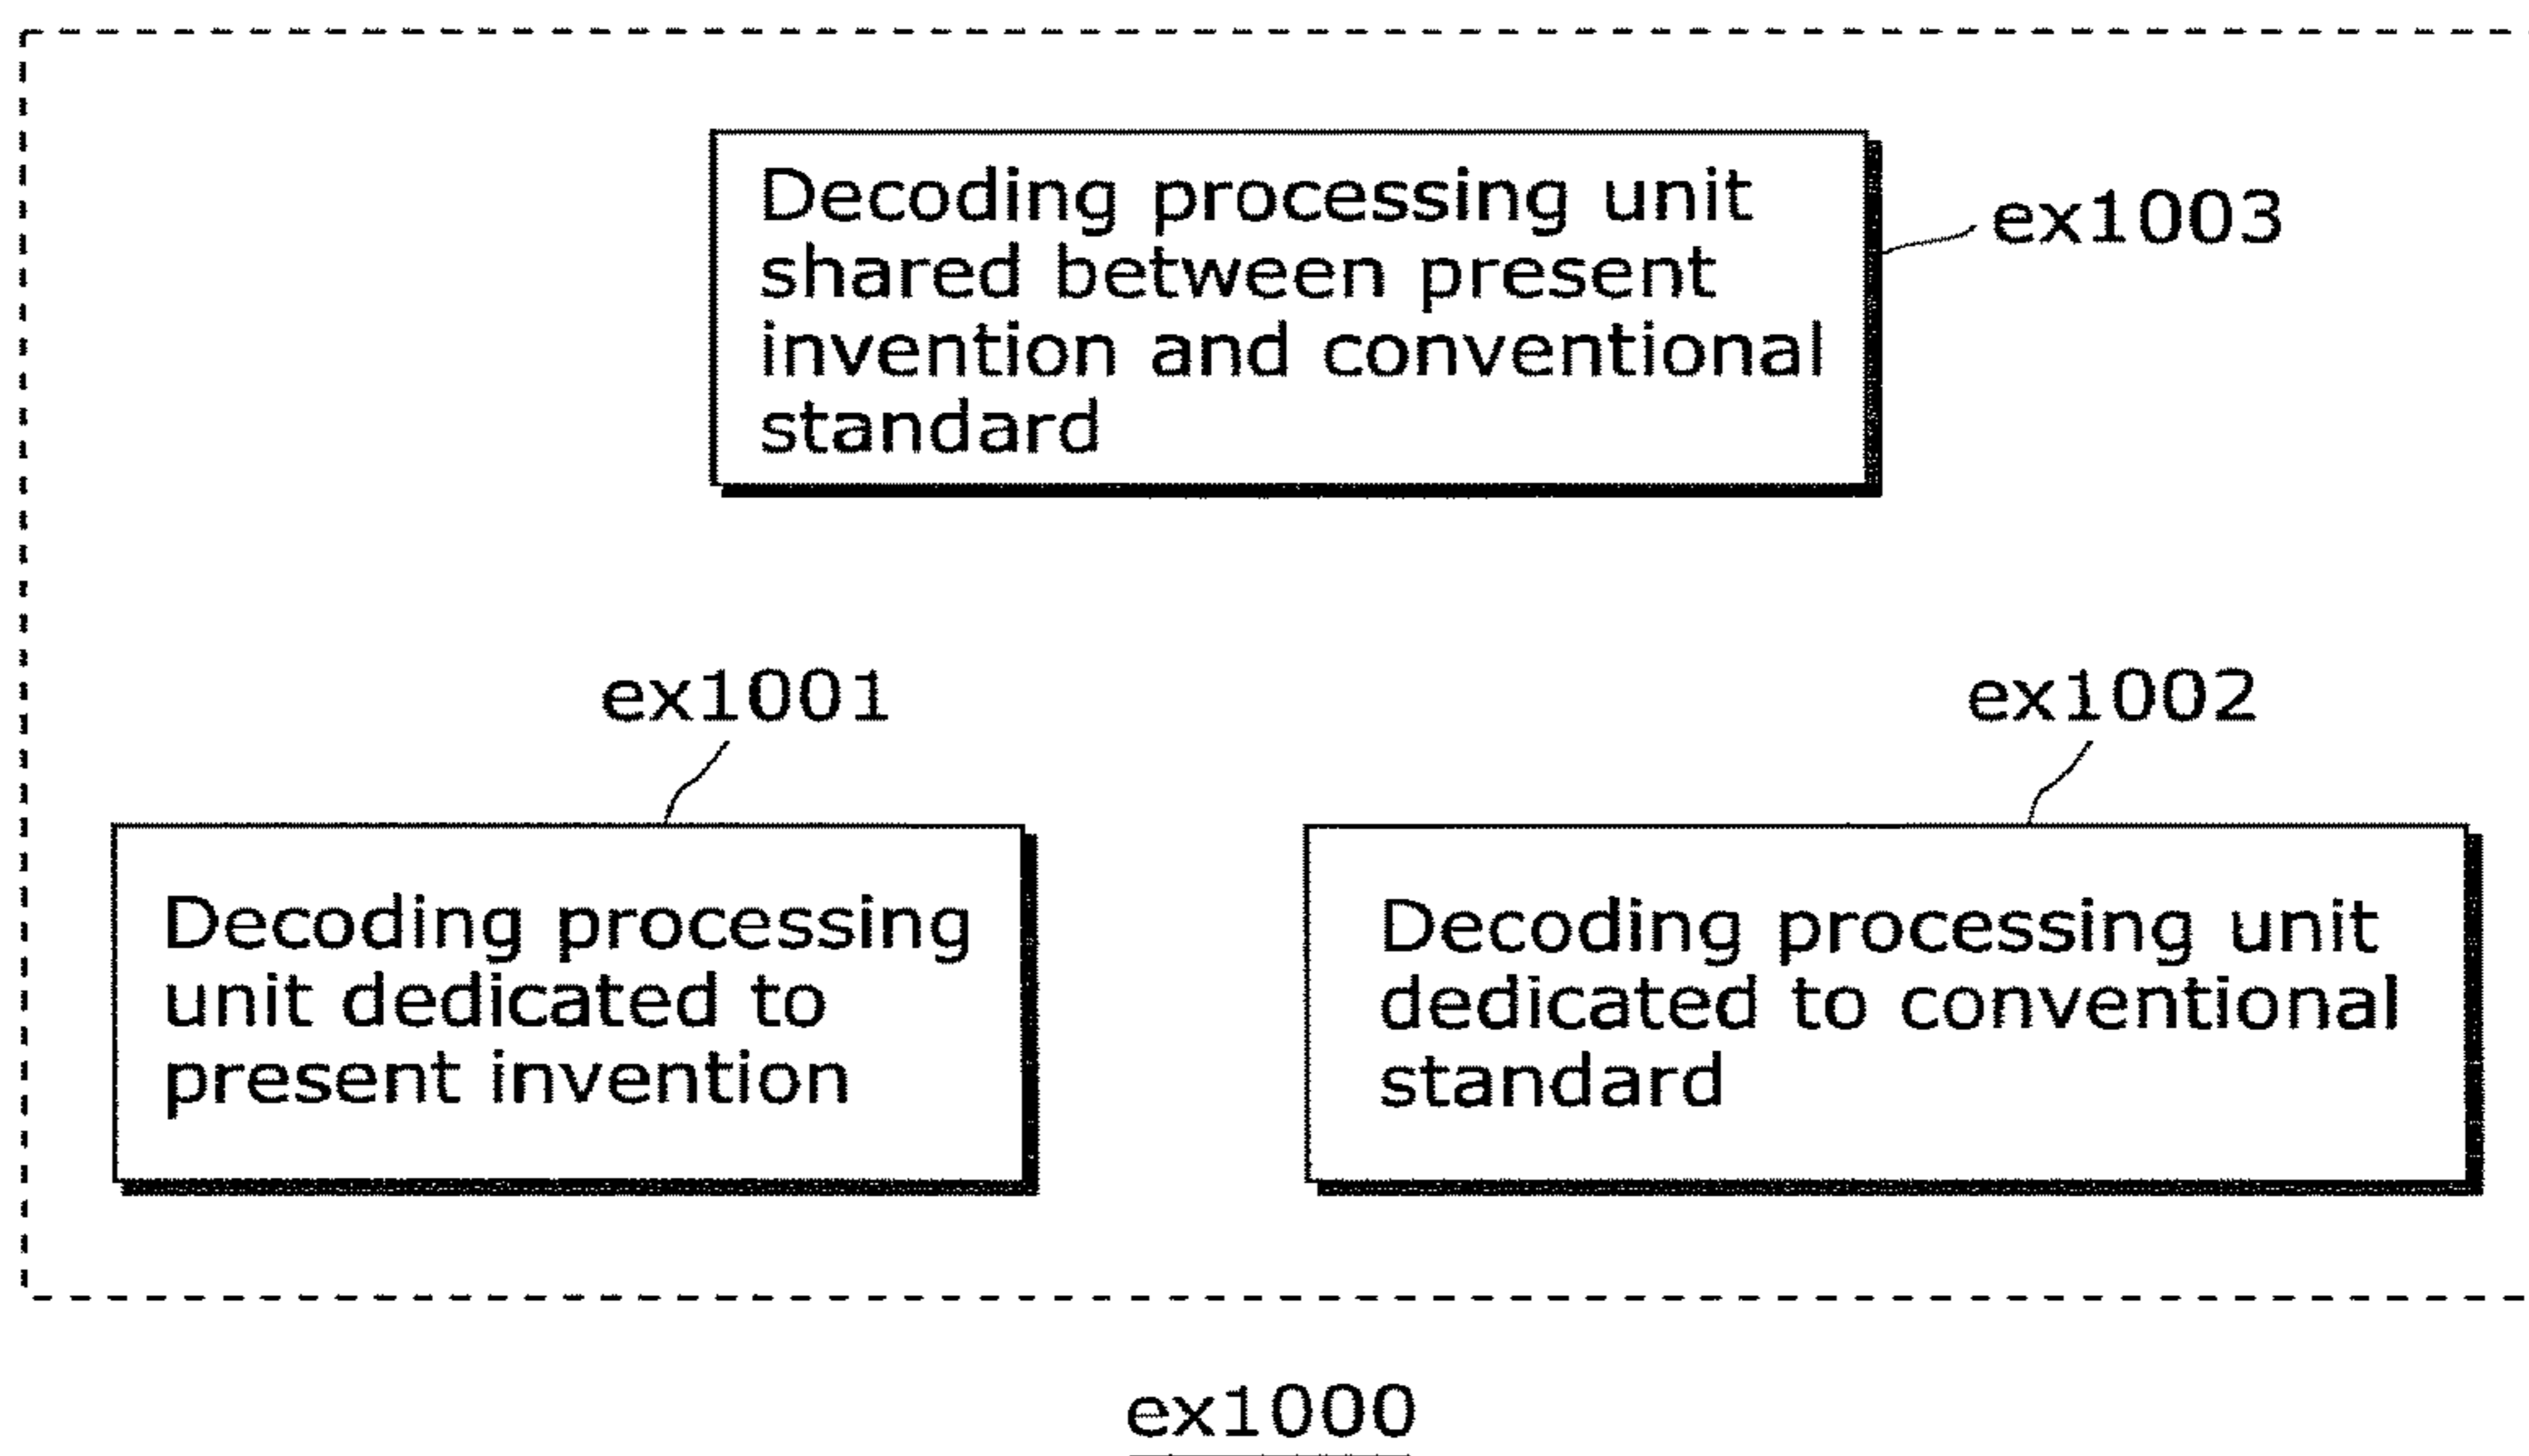 Decoding processing unit
shared between present
invention and conventional
standard
ex1003
ex1001
ex1002
Decoding processing
unit dedicated to
present invention
Decoding processing unit
dedicated to conventional
standard
ex1000